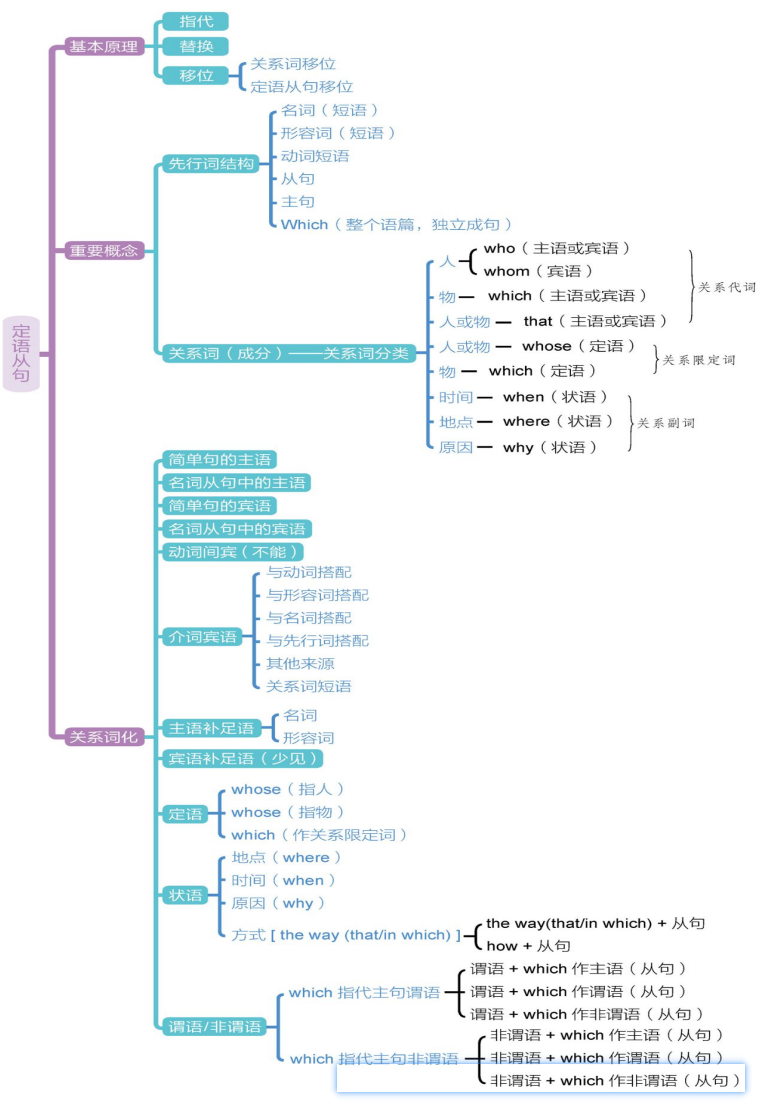 定语从句
基本原理
指代
替换
移位
关系词移位
定语从句移位
重要概念
先行词结构
名词（短语）
形容词（短语）
动词短语
从句
主句
Which（整个语篇，独立成句）
关系词（成分）——关系词分类
人
who（主语或宾语）
whom（宾语）
物— which（主语或宾语）
人或物— that（主语或宾语）
关系代词
人或物— whose（定语）
物— which（定语）
关系限定词
时间— when（状语）
地点— where（状语）
原因— why（状语）
关系副词
关系词化
简单句的主语
名词从句中的主语
简单句的宾语
名词从句中的宾语
动词间宾（不能）
介词宾语
与动词搭配
与形容词搭配
与名词搭配
与先行词搭配
其他来源
关系词短语
主语补足语
名词
形容词
宾语补足语（少见）
定语
whose（指人）
whose（指物）
which（作关系限定词）
状语
地点（where）
时间（when）
原因（why）
方式 [ the way (that/in which) ]
the way(that/in which) + 从句
how + 从句
谓语/非谓语
which 指代主句谓语
谓语 + which 作主语（从句）
谓语 + which 作谓语（从句）
谓语 + which 作非谓语（从句）
which 指代主句非谓语
非谓语 + which 作主语（从句）
非谓语 + which 作谓语（从句）
非谓语 + which 作非谓语（从句）